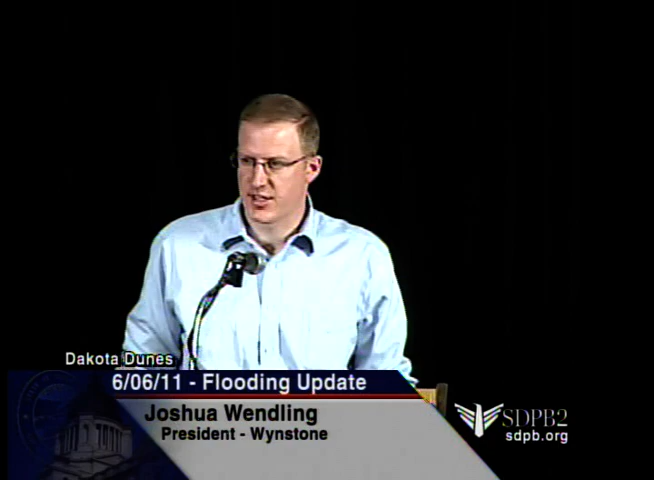 Dakota Dunes
6/06/11 - Flooding Update
Joshua Wendling
President - Wynstone
SDPB2
sdpb.org